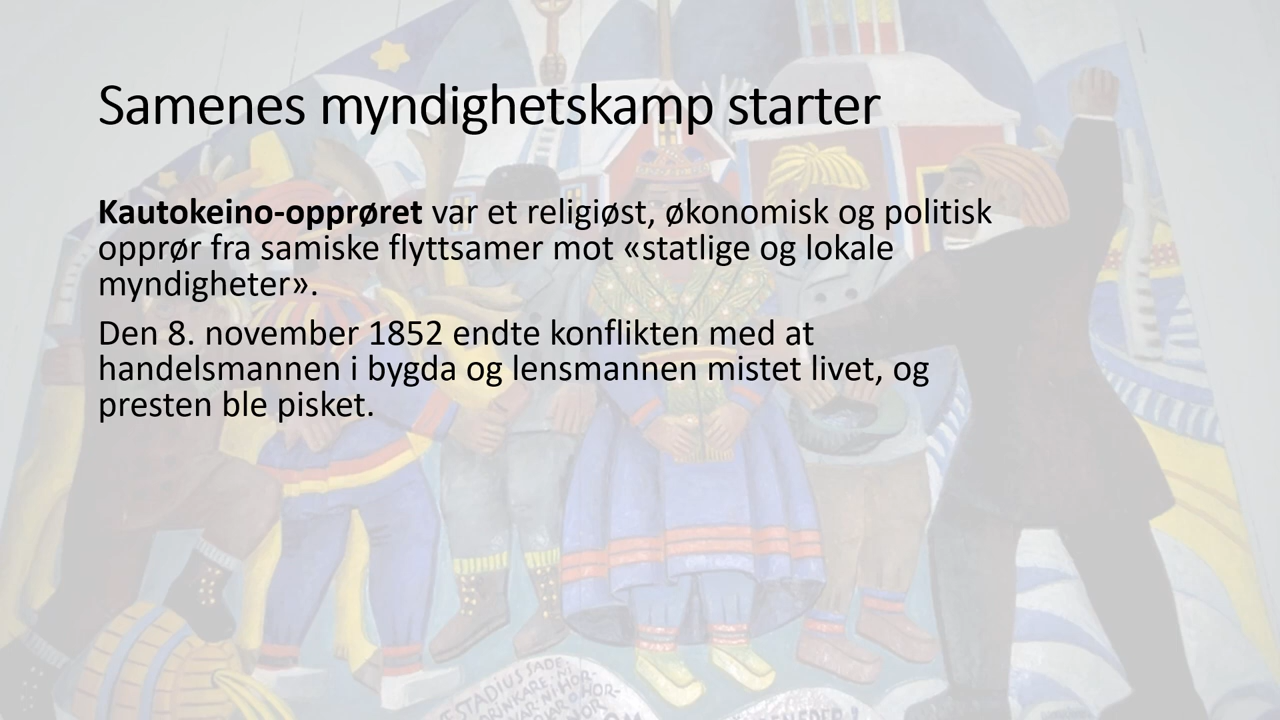 Samenes myndighetskamp starter
Kautokeino-opprøret var et religiøst, økonomisk og politisk
opprør fra samiske flyttsamer mot «statlige og lokale
myndigheter».
Den 8. november 1852 endte konflikten med at
handelsmannen i bygda og lensmannen mistet livet, og
presten ble pisket.
STADIUS SADE: